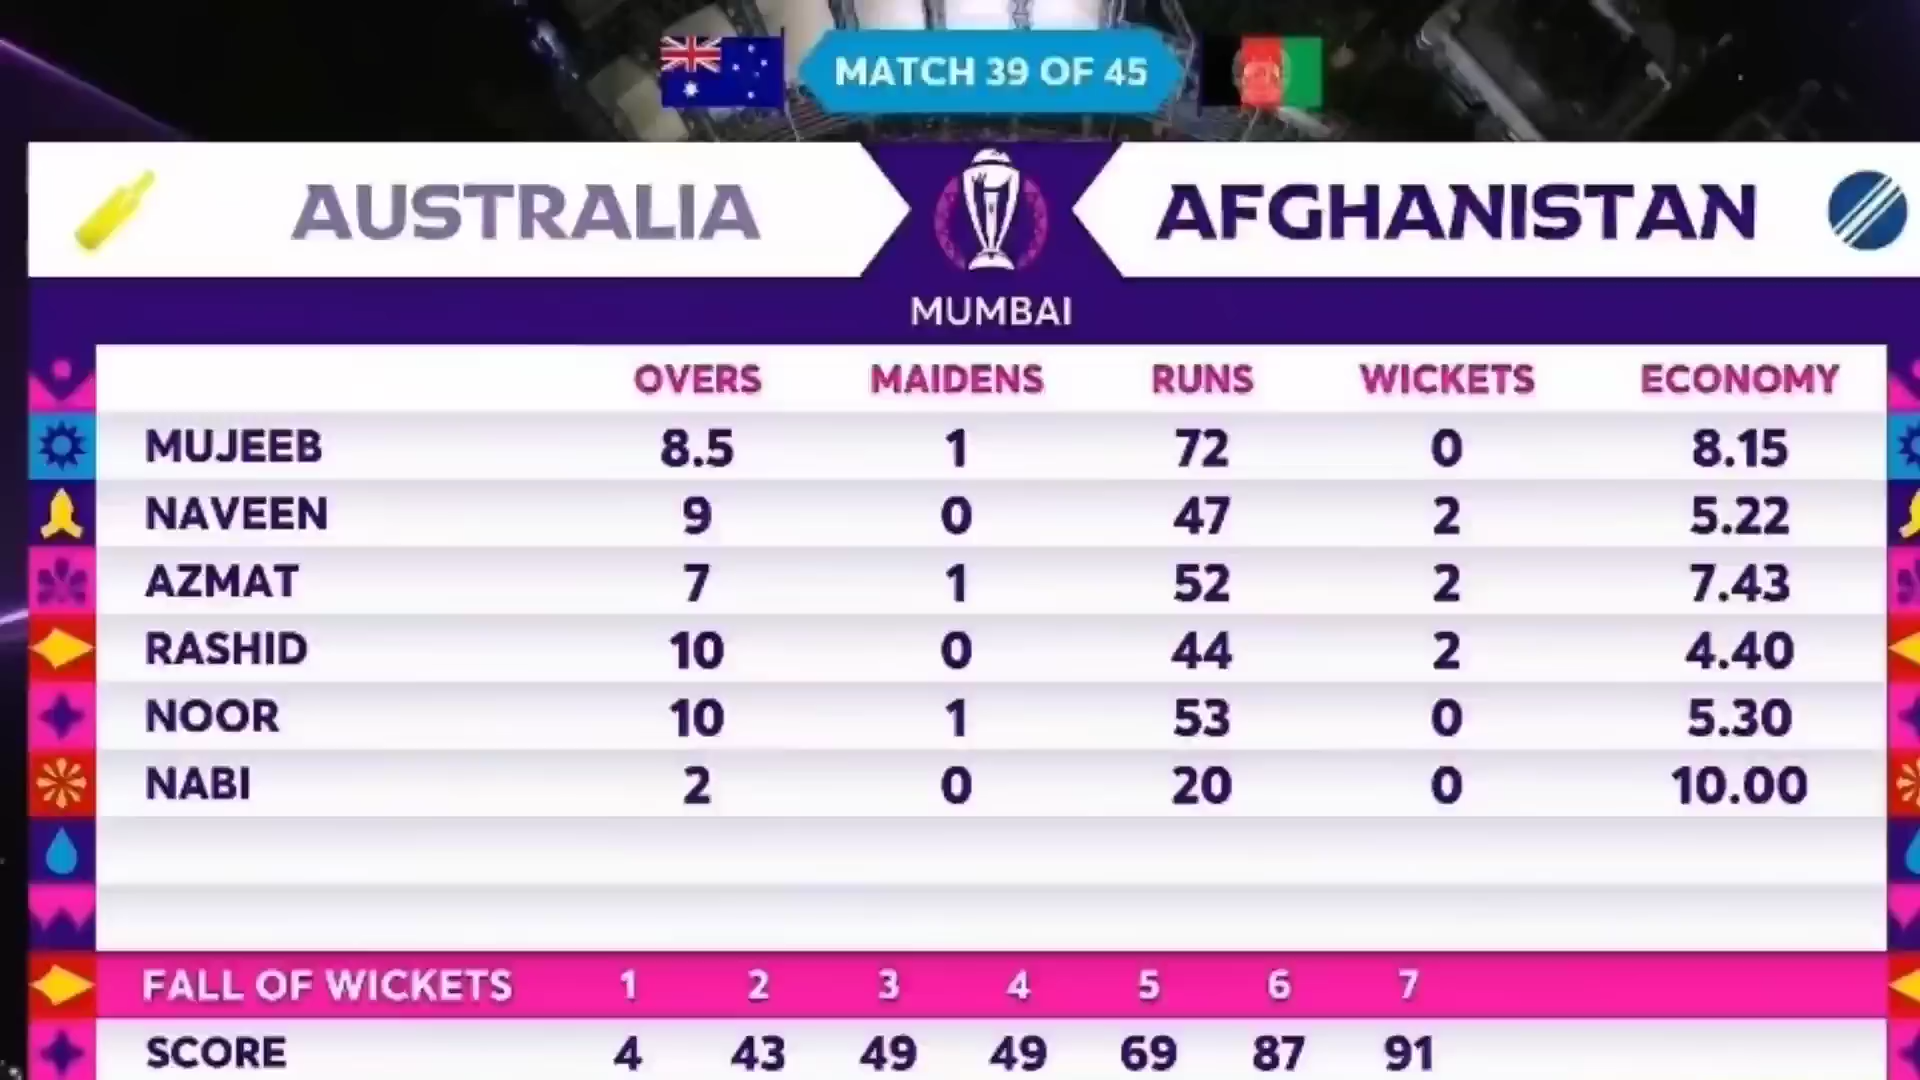 MATCH 39 OF 45
AUSTRALIA AFGHANISTAN
MUMBAI
OVERS MAIDENS RUNS WICKETS ECONOMY
MUJEEB 8.5 1 72 0 8.15
NAVEEN 9 0 47 2 5.22
AZMAT 7 1 52 2 7.43
RASHID 10 0 44 2 4.40
NOOR 10 1 53 0 5.30
NABI 2 0 20 0 10.00
FALL OF WICKETS 1 2 3 4 5 6 7
SCORE 4 43 49 49 69 87 91